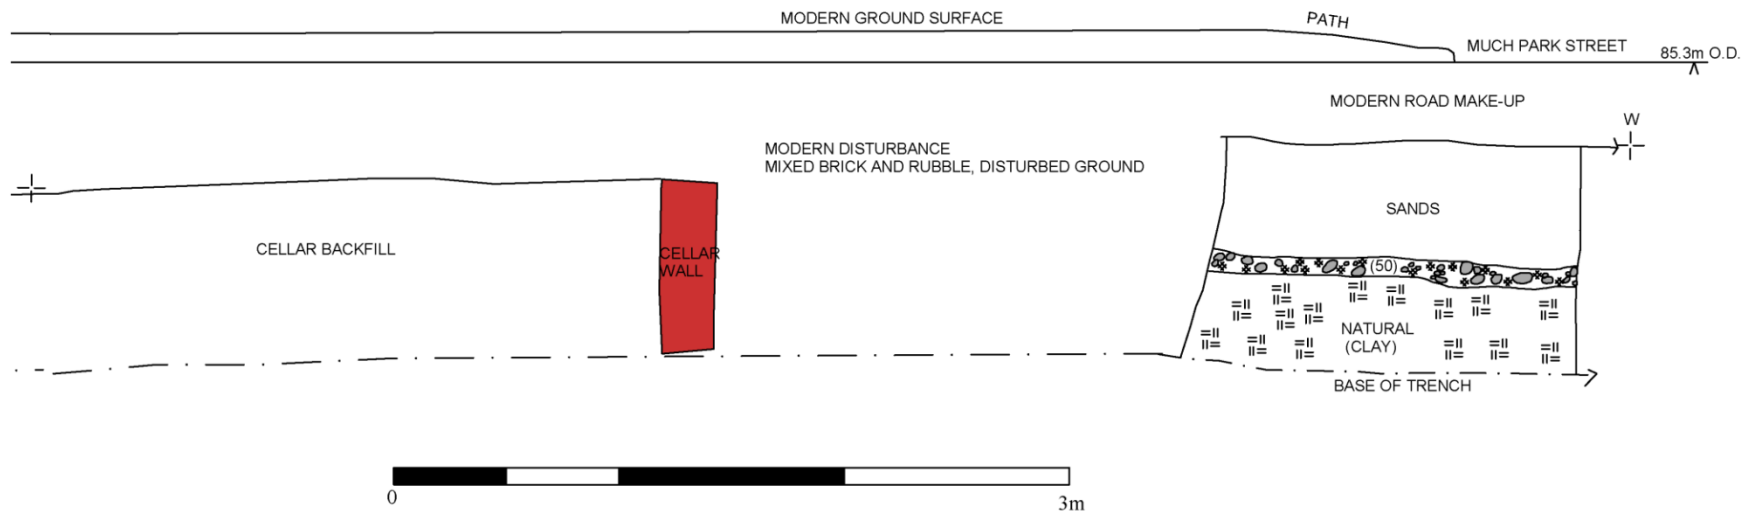 MODERN GROUND SURFACE
PATH
MUCH PARK STREET
85.3m O.D.
MODERN ROAD MAKE-UP
W
MODERN DISTURBANCE
MIXED BRICK AND RUBBLE, DISTURBED GROUND
SANDS
CELLAR BACKFILL
CELLAR
WALL
(50)
NATURAL
(CLAY)
BASE OF TRENCH
0
3m